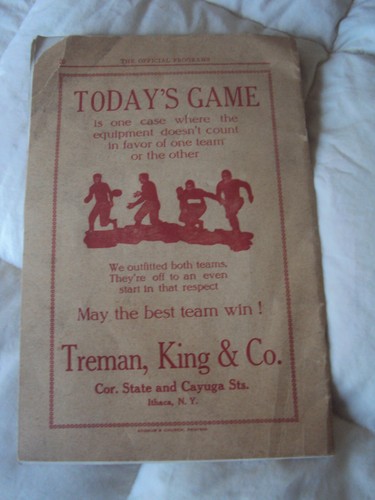 THE OFFICIAL PROGRAMS
TODAY'S GAME
is one case where the
equipment doesn't count
in favor of one team
or the other
We outfitted both teams.
They're off to an even
start in that respect
May the best team win!
Treman, King & Co.
Cor. State and Cayuga Sts.
Ithaca, N. Y.